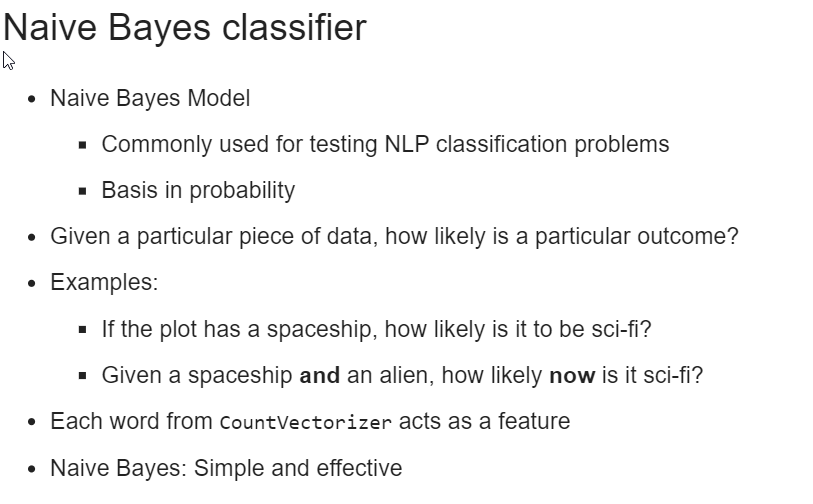 Naive Bayes classifier
• Naive Bayes Model
▪ Commonly used for testing NLP classification problems
▪ Basis in probability
• Given a particular piece of data, how likely is a particular outcome?
• Examples:
▪ If the plot has a spaceship, how likely is it to be sci-fi?
▪ Given a spaceship and an alien, how likely now is it sci-fi?
• Each word from CountVectorizer acts as a feature
• Naive Bayes: Simple and effective